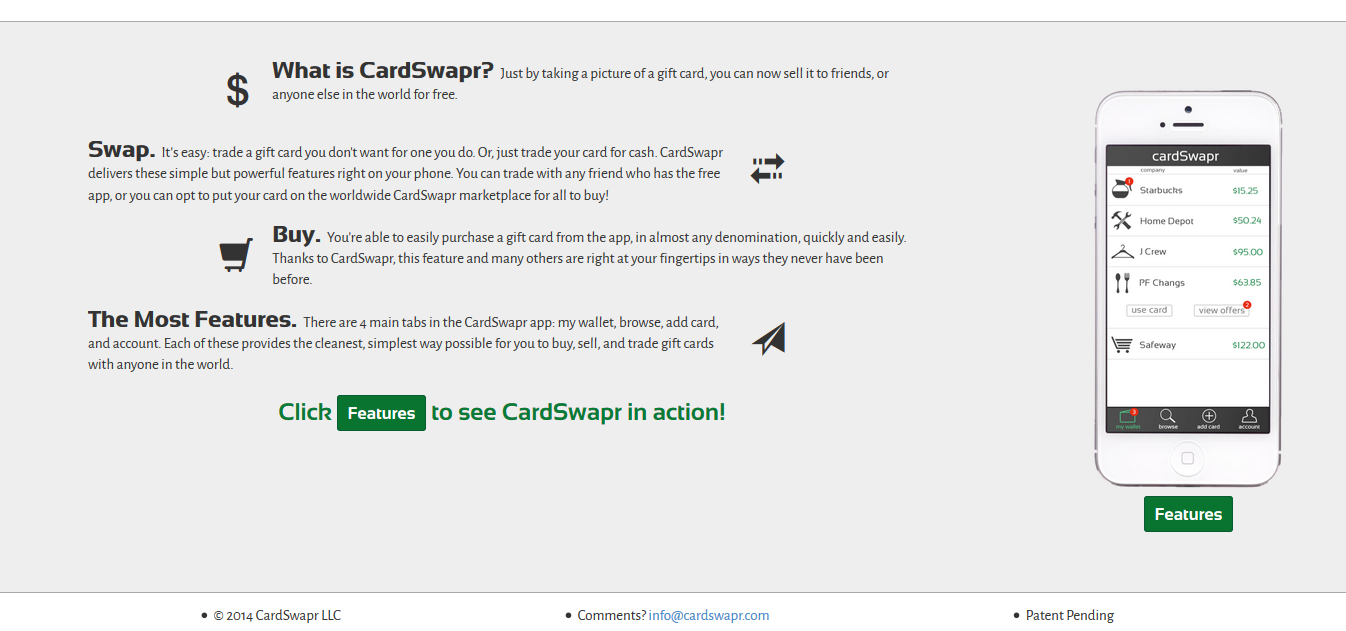 What is CardSwapr? Just by taking a picture of a gift card, you can now sell it to friends, or
anyone else in the world for free.
Swap. It's easy: trade a gift card you don't want for one you do. Or, just trade your card for cash. CardSwapr
delivers these simple but powerful features right on your phone. You can trade with any friend who has the free
app, or you can opt to put your card on the worldwide CardSwapr marketplace for all to buy!
Buy. You're able to easily purchase a gift card from the app, in almost any denomination, quickly and easily.
Thanks to CardSwapr, this feature and many others are right at your fingertips in ways they never have been
before.
The Most Features. There are 4 main tabs in the CardSwapr app: my wallet, browse, add card,
and account. Each of these provides the cleanest, simplest way possible for you to buy, sell, and trade gift cards
with anyone in the world.
Click Features to see CardSwapr in action!
cardSwapr
company value
1
Starbucks $15.25
Home Depot $50.24
J Crew $95.00
PF Changs $63.85
use card view offers 2
Safeway $122.00
3
my wallet browse add card account
Features
© 2014 CardSwapr LLC
Comments? info@cardswapr.com
Patent Pending